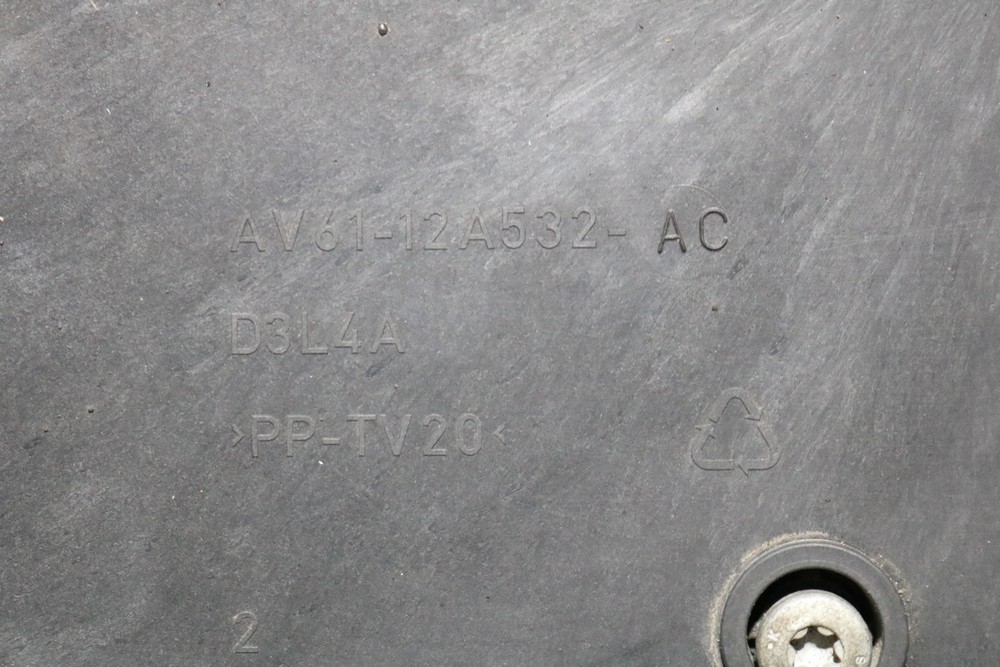 AV61-12A532- AC
D3L4A
>PP-TV20<
2